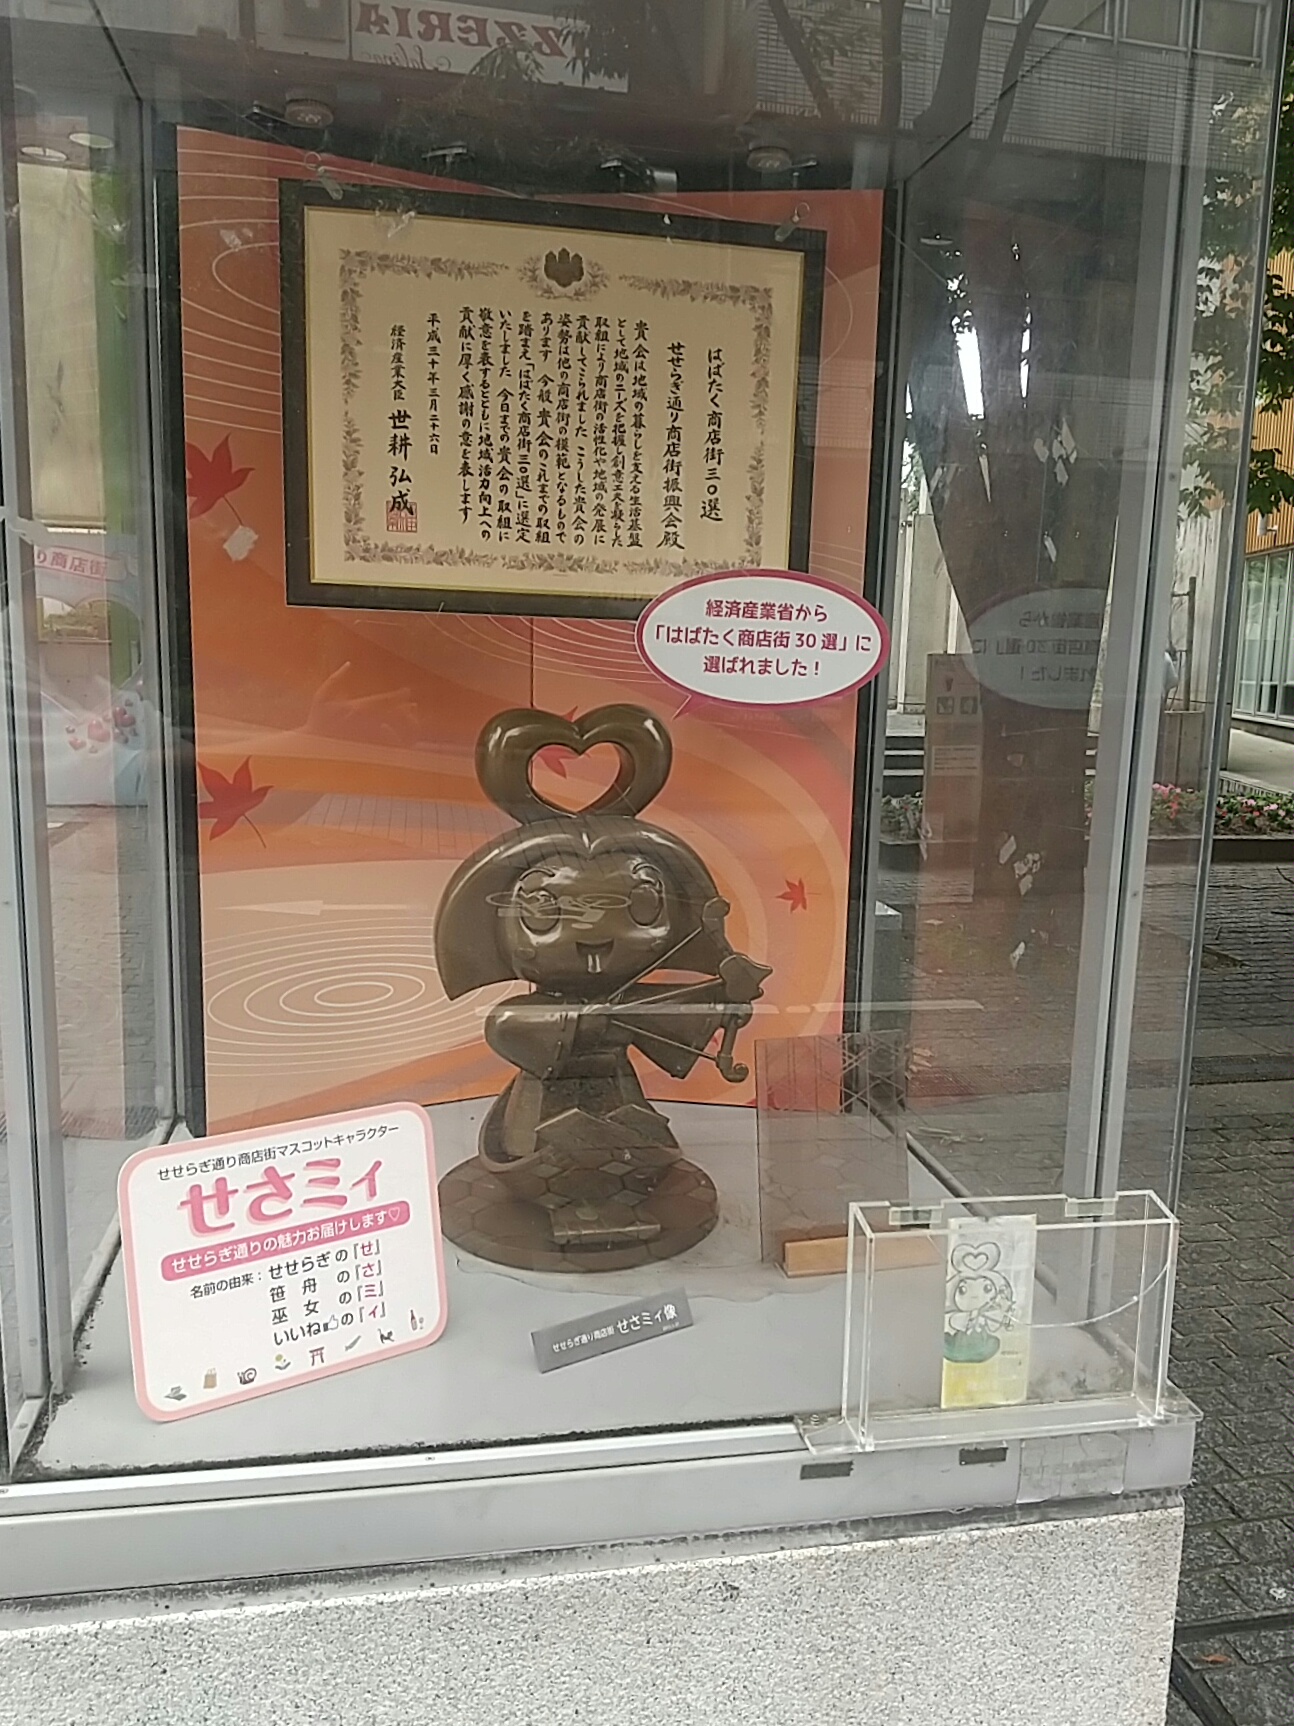 はばたく商店街三〇選
せせらぎ通り商店街振興会殿
貴会は地域の暮らしを支える生活基盤
として地域のニーズを把握し創意工夫を凝らした
取組により商店街の活性化や地域の発展に
貢献してこられました こうした貴会の
姿勢は他の商店街の模範となるもので
あります 今般 貴会のこれまでの取組
を踏まえ「はばたく商店街三〇選」に選定
いたしました 今日までの貴会の取組に
敬意を表するとともに地域活力向上への
貢献に厚く感謝の意を表します
平成三十年三月二十六日
経済産業大臣 世耕弘成
経済産業省から
「はばたく商店街30選」に
選ばれました！
せせらぎ通り商店街マスコットキャラクター
せさミィ
せせらぎ通りの魅力お届けします♡
名前の由来：せせらぎの『せ』
笹舟の『さ』
巫女の『ミ』
いいね👍の『ィ』
せせらぎ通り商店街 せさミィ像
り商店街
ZZERIA